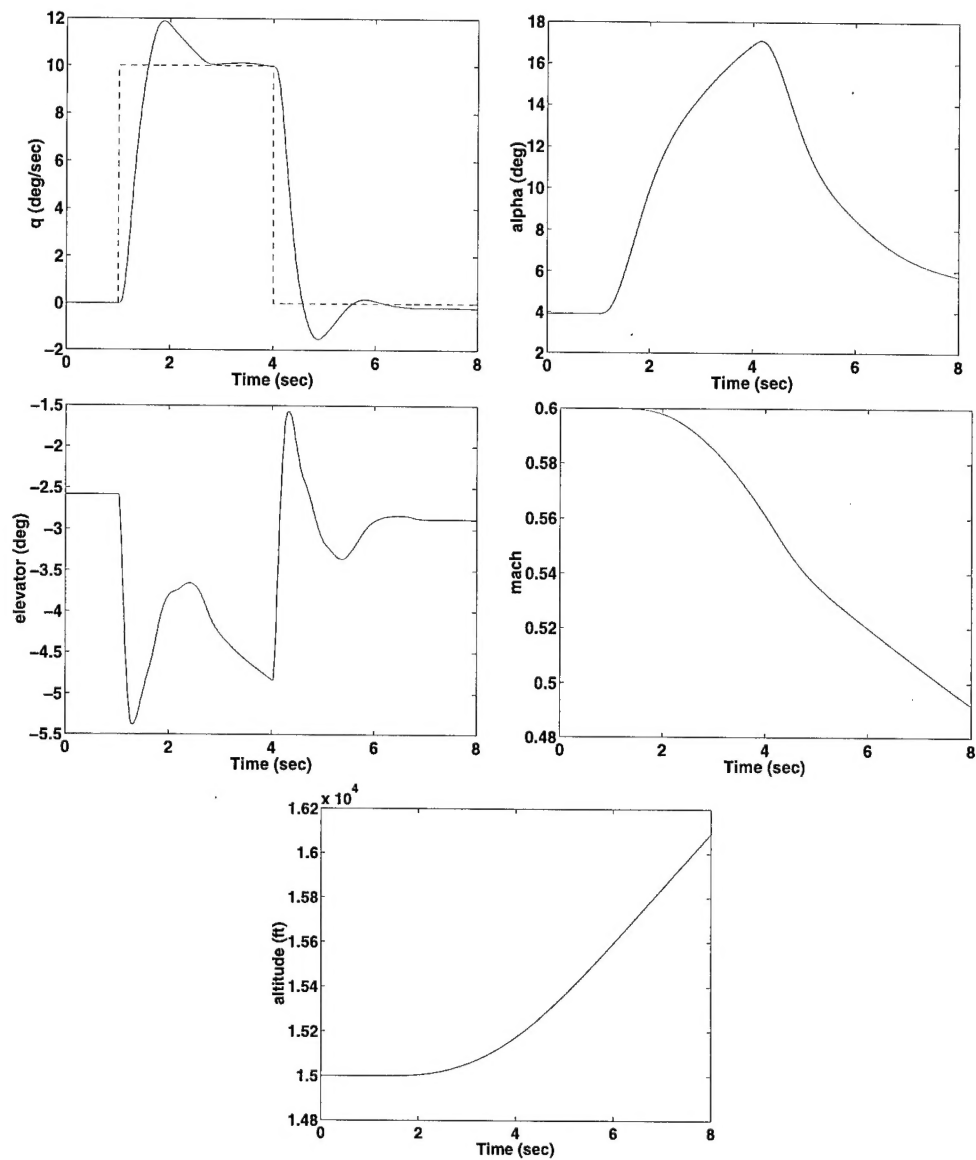 12
10
8
6
4
2
0
−2
0 2 4 6 8
q (deg/sec)
Time (sec)
18
16
14
12
10
8
6
4
2
0 2 4 6 8
alpha (deg)
Time (sec)
−1.5
−2
−2.5
−3
−3.5
−4
−4.5
−5
−5.5
0 2 4 6 8
elevator (deg)
Time (sec)
0.6
0.58
0.56
0.54
0.52
0.5
0.48
0 2 4 6 8
mach
Time (sec)
x 10⁴
1.62
1.6
1.58
1.56
1.54
1.52
1.5
1.48
0 2 4 6 8
altitude (ft)
Time (sec)